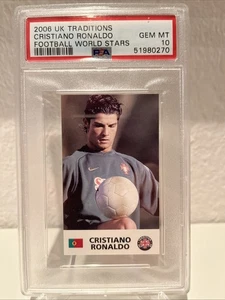 2006 UK TRADITIONS
CRISTIANO RONALDO GEM MT
FOOTBALL WORLD STARS 10
PSA 51980270
CRISTIANO
RONALDO